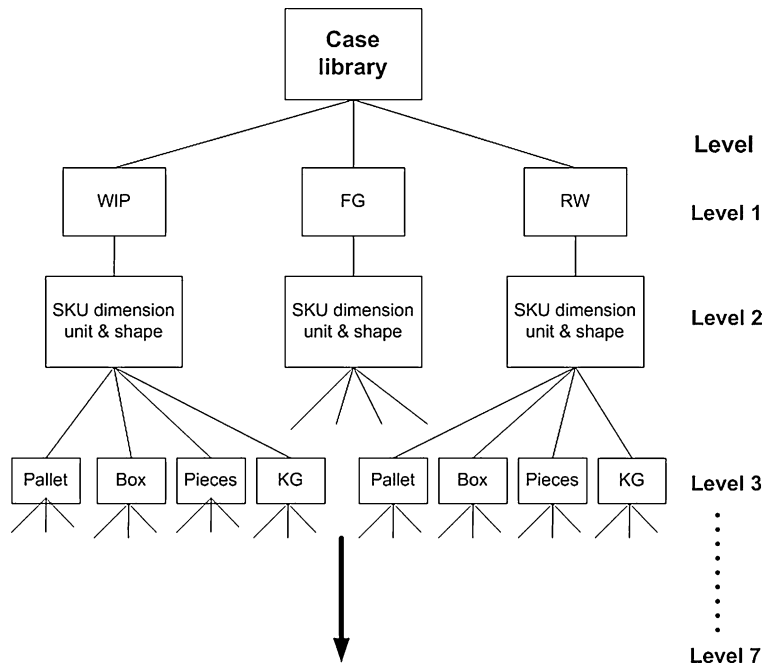 Case
library
Level
WIP
FG
RW
Level 1
SKU dimension
unit & shape
SKU dimension
unit & shape
SKU dimension
unit & shape
Level 2
Pallet
Box
Pieces
KG
Pallet
Box
Pieces
KG
Level 3
Level 7